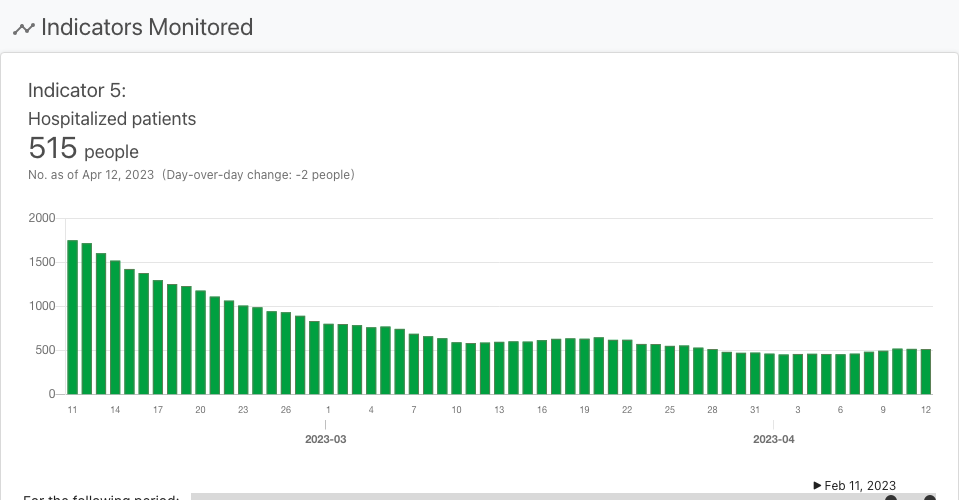 Indicators Monitored
Indicator 5:
Hospitalized patients
515 people
No. as of Apr 12, 2023 (Day-over-day change: -2 people)
2000
1500
1000
500
0
11 14 17 20 23 26 1 4 7 10 13 16 19 22 25 28 31 3 6 9 12
2023-03 2023-04
▶ Feb 11, 2023
For the following period: